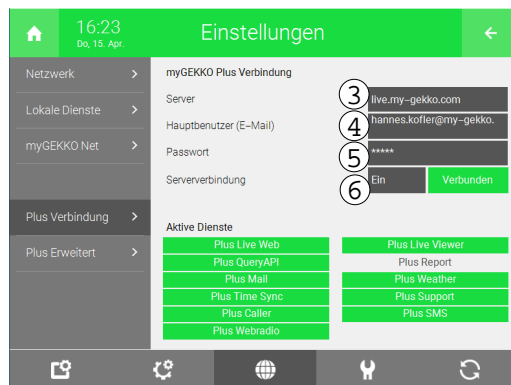 16:23
Do, 15. Apr.
Einstellungen
Netzwerk
Lokale Dienste
myGEKKO Net
Plus Verbindung
Plus Erweitert
myGEKKO Plus Verbindung
Server 3 live.my-gekko.com
Hauptbenutzer (E-Mail) 4 hannes.kofler@my-gekko.
Passwort 5 *****
Serververbindung 6 Ein Verbunden
Aktive Dienste
Plus Live Web Plus Live Viewer
Plus QueryAPI Plus Report
Plus Mail Plus Weather
Plus Time Sync Plus Support
Plus Caller Plus SMS
Plus Webradio